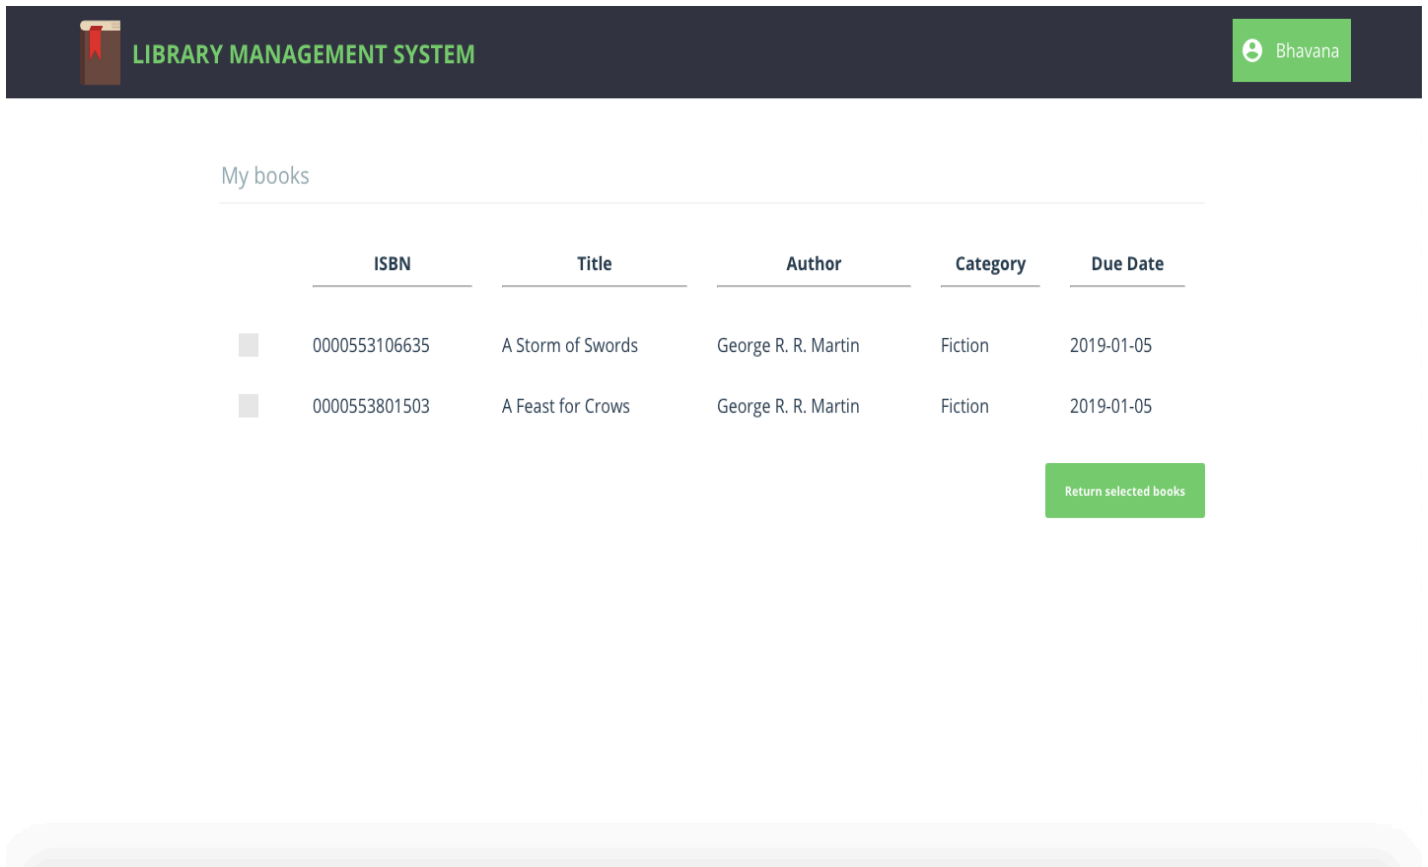 LIBRARY MANAGEMENT SYSTEM
Bhavana
My books
ISBN Title Author Category Due Date
0000553106635 A Storm of Swords George R. R. Martin Fiction 2019-01-05
0000553801503 A Feast for Crows George R. R. Martin Fiction 2019-01-05
Return selected books